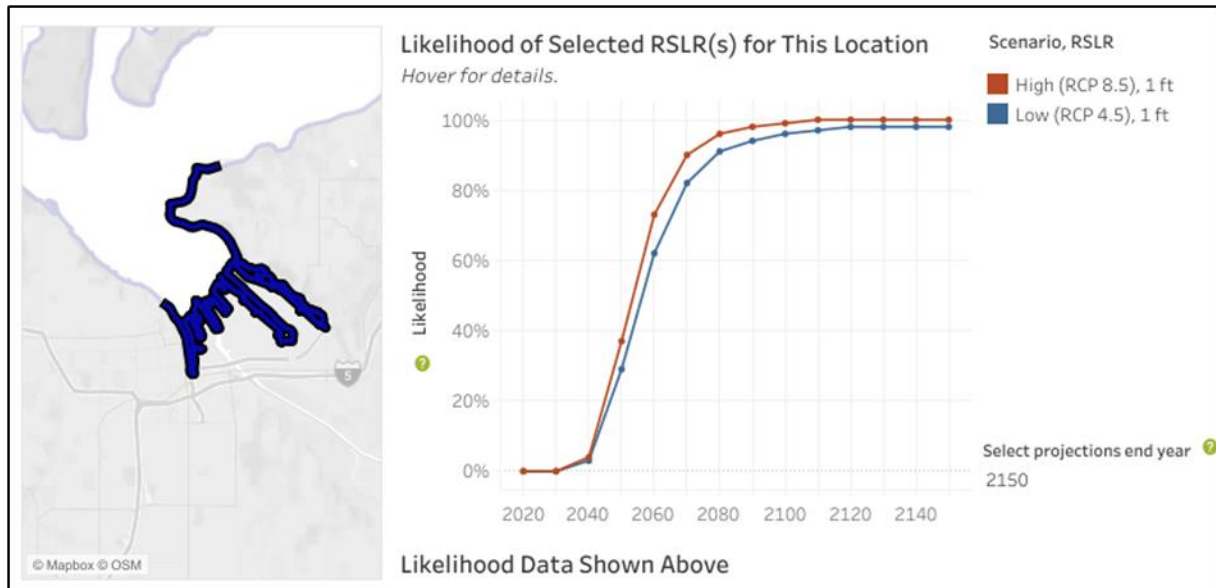 Likelihood of Selected RSLR(s) for This Location
Hover for details.
Scenario, RSLR
High (RCP 8.5), 1 ft
Low (RCP 4.5), 1 ft
100%
80%
60%
40%
20%
0%
Likelihood
?
2020 2040 2060 2080 2100 2120 2140
Select projections end year ?
2150
5
© Mapbox © OSM
Likelihood Data Shown Above